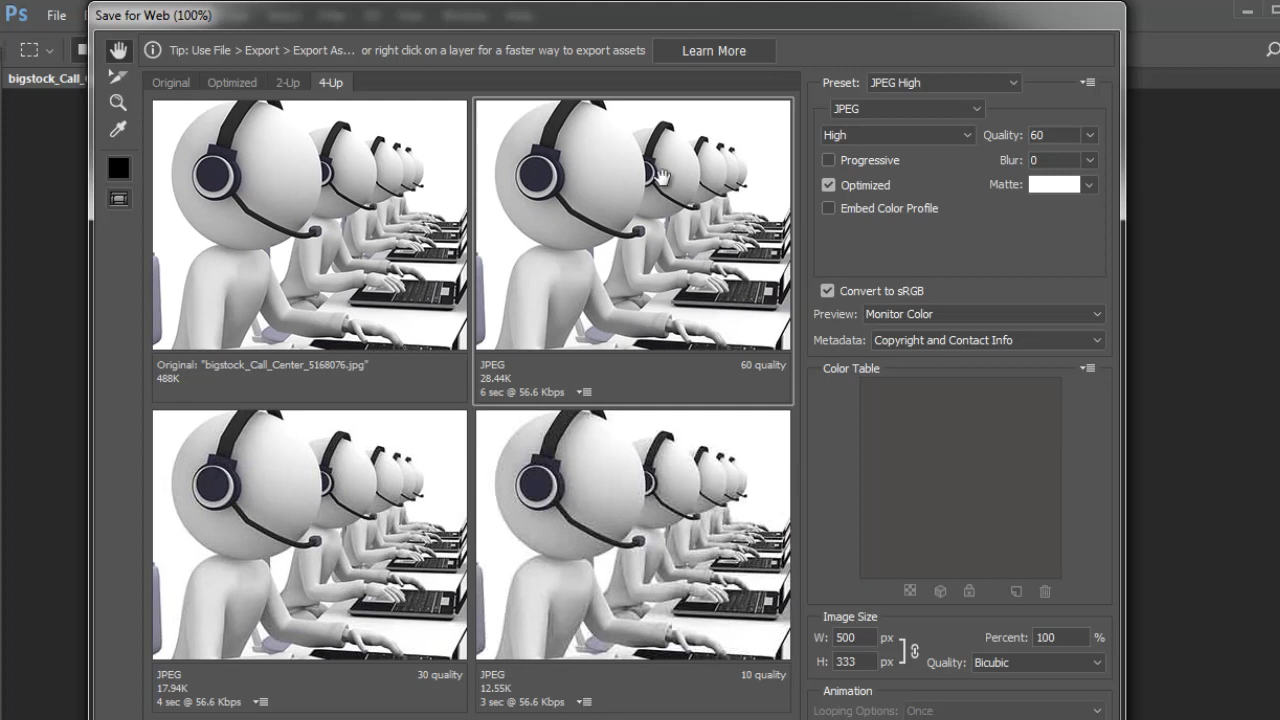 Ps File
Save for Web (100%)
Tip: Use File > Export > Export As... or right click on a layer for a faster way to export assets
Learn More
bigstock_Call_
Original Optimized 2-Up 4-Up
Preset: JPEG High
JPEG
High Quality: 60
Progressive Blur: 0
Optimized Matte:
Embed Color Profile
Convert to sRGB
Preview: Monitor Color
Metadata: Copyright and Contact Info
Original: "bigstock_Call_Center_5168076.jpg"
488K
JPEG 60 quality
28.44K
6 sec @ 56.6 Kbps
Color Table
JPEG 30 quality
17.94K
4 sec @ 56.6 Kbps
JPEG 10 quality
12.55K
3 sec @ 56.6 Kbps
Image Size
W: 500 px Percent: 100 %
H: 333 px Quality: Bicubic
Animation
Looping Options: Once